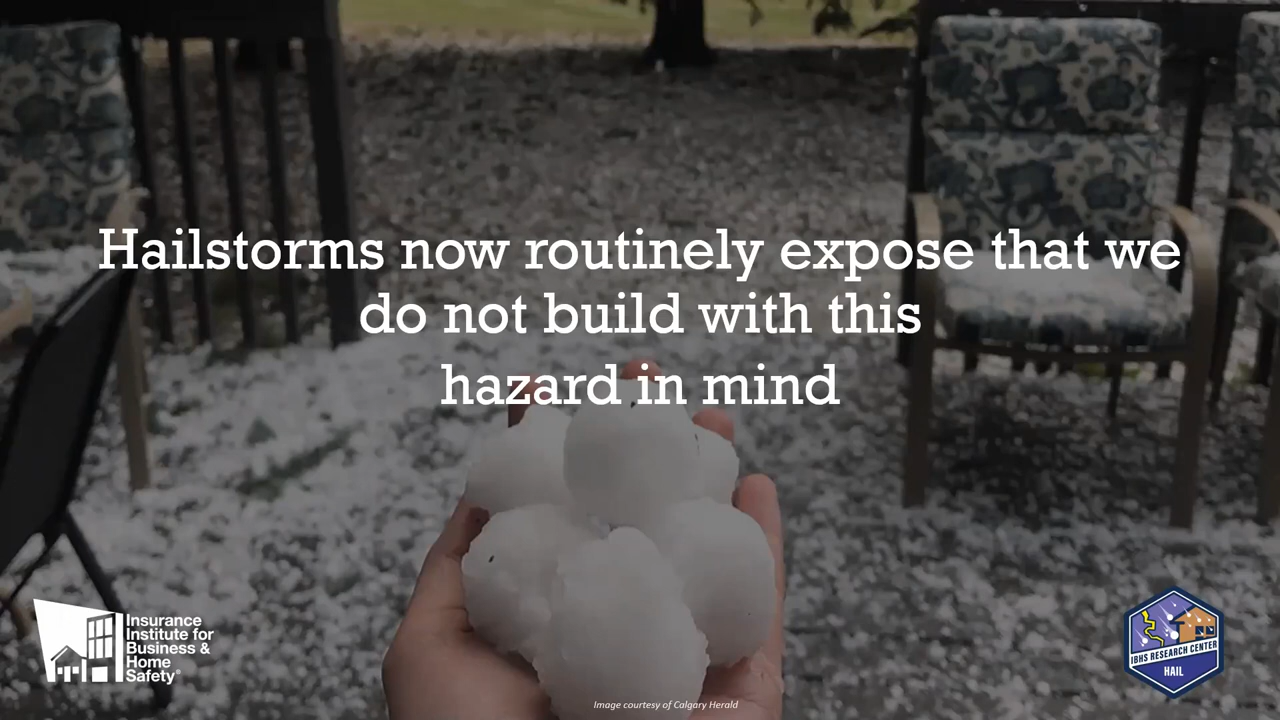 Hailstorms now routinely expose that we
do not build with this
hazard in mind
Insurance
Institute for
Business &
Home
Safety®
IBHS RESEARCH CENTER
HAIL
Image courtesy of Calgary Herald